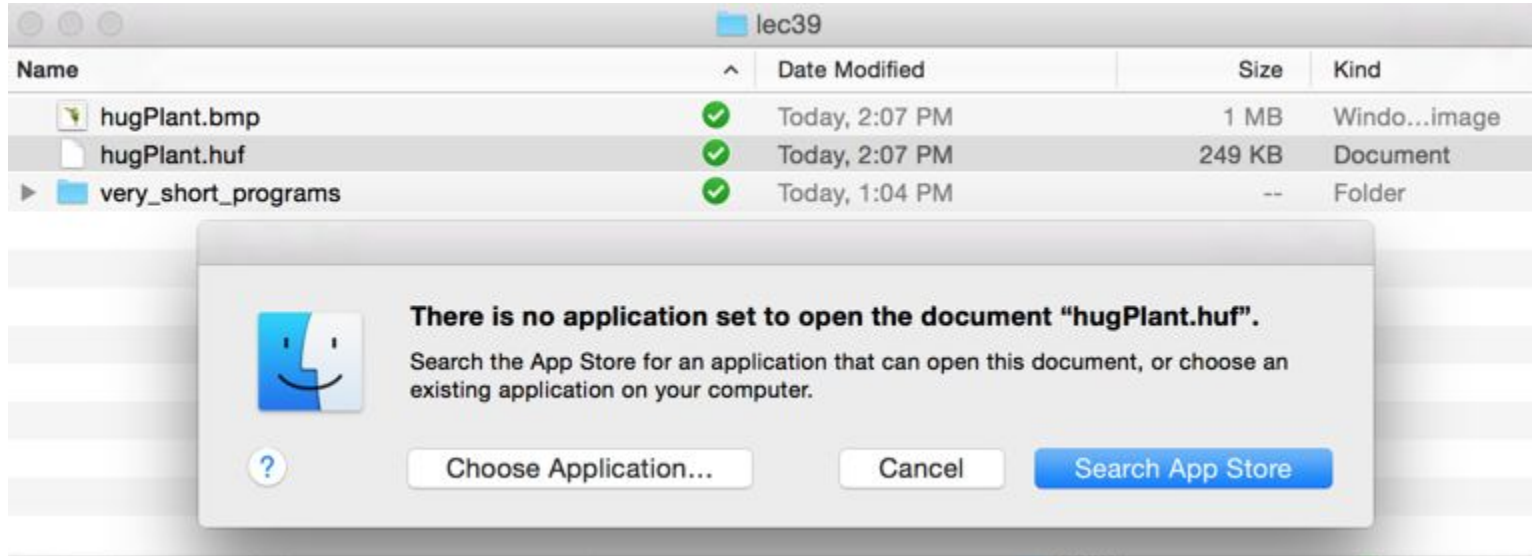 lec39
Name Date Modified Size Kind
hugPlant.bmp Today, 2:07 PM 1 MB Windo...image
hugPlant.huf Today, 2:07 PM 249 KB Document
very_short_programs Today, 1:04 PM -- Folder
There is no application set to open the document “hugPlant.huf”.
Search the App Store for an application that can open this document, or choose an
existing application on your computer.
? Choose Application... Cancel Search App Store